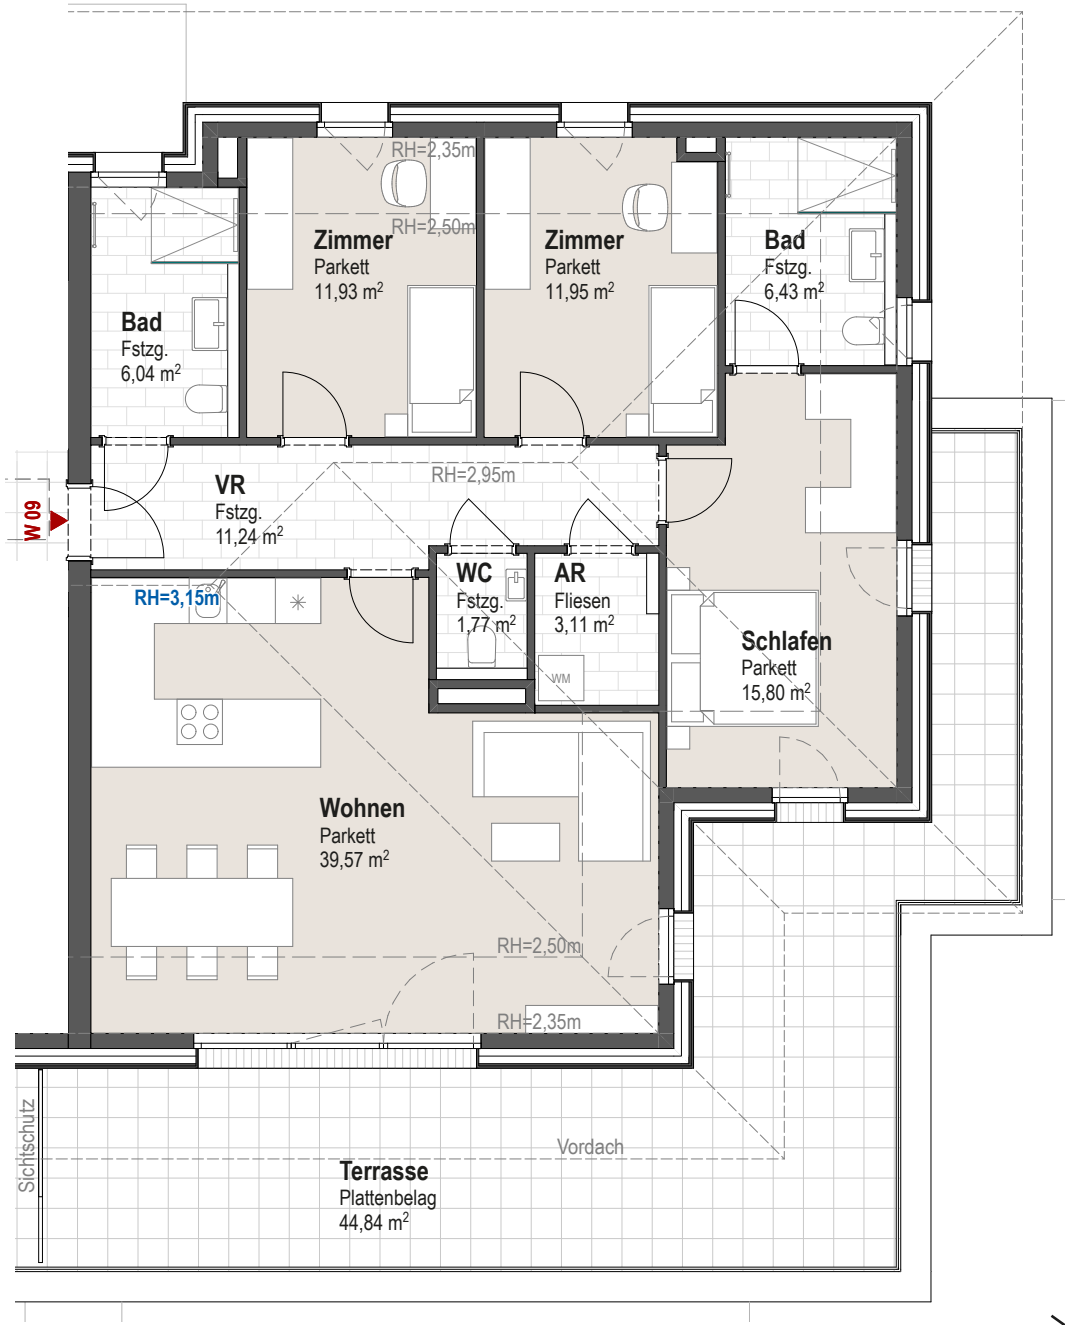 RH=2,35m
RH=2,50m
Zimmer
Parkett
11,93 m²
Zimmer
Parkett
11,95 m²
Bad
Fstzg.
6,43 m²
Bad
Fstzg.
6,04 m²
RH=2,95m
VR
Fstzg.
11,24 m²
W 09
WC
Fstzg.
1,77 m²
AR
Fliesen
3,11 m²
RH=3,15m
WM
Schlafen
Parkett
15,80 m²
Wohnen
Parkett
39,57 m²
RH=2,50m
RH=2,35m
Sichtschutz
Vordach
Terrasse
Plattenbelag
44,84 m²